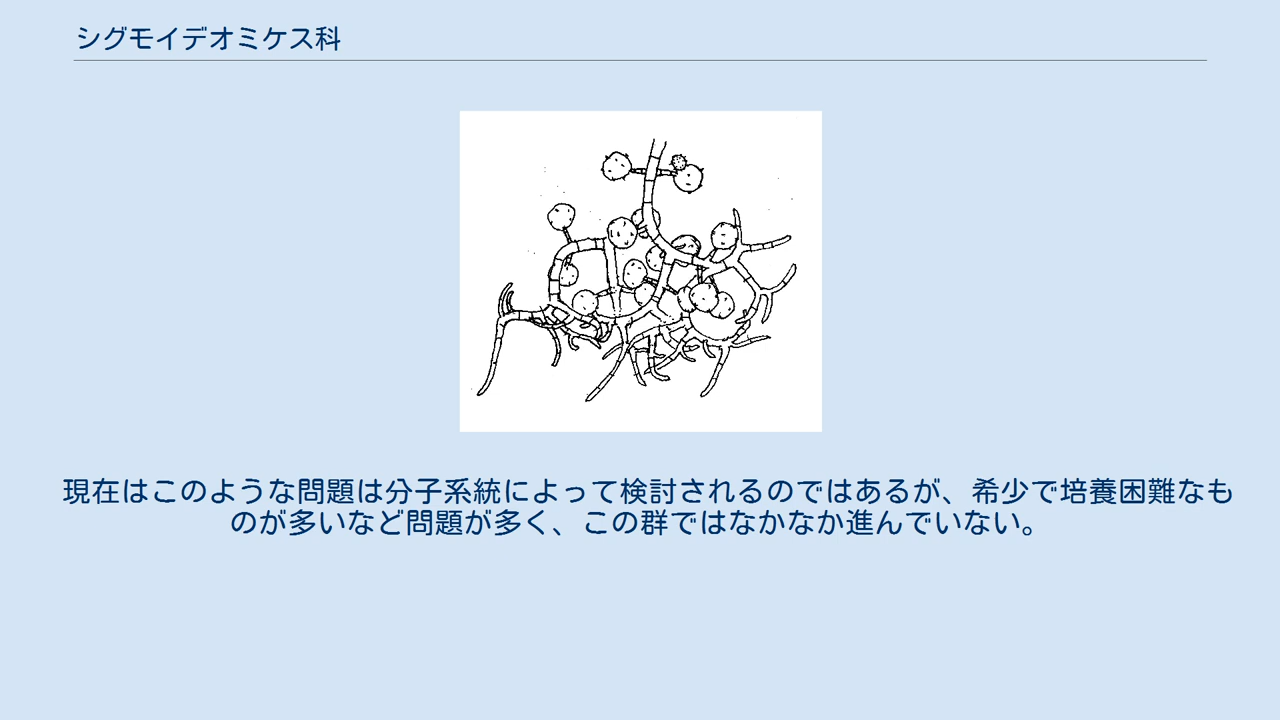 シグモイデオミケス科
現在はこのような問題は分子系統によって検討されるのではあるが、希少で培養困難なも
のが多いなど問題が多く、この群ではなかなか進んでいない。